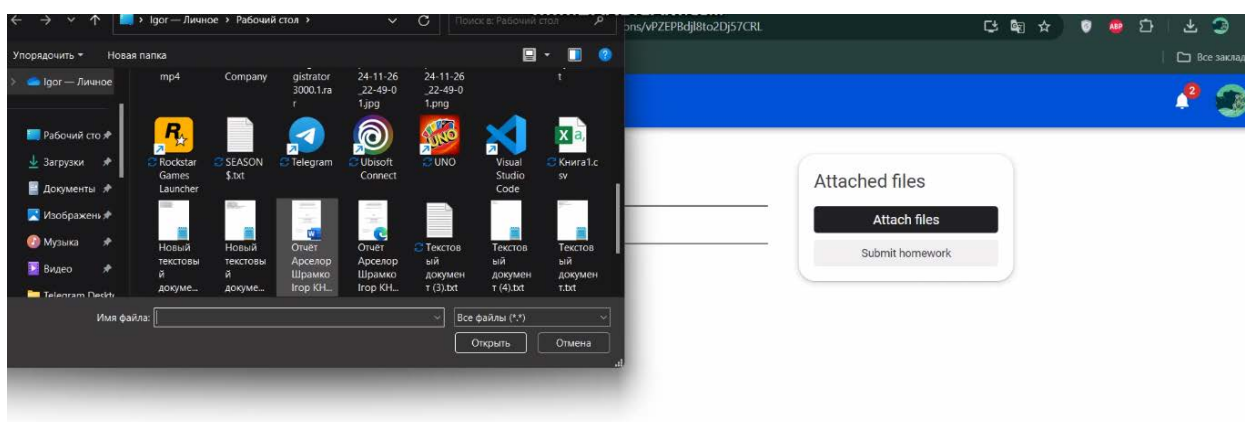 Igor — Личное › Рабочий стол ›
Поиск в: Рабочий стол
ons/vPZEPBdjl8to2Dj57CRL
Упорядочить
Новая папка
Все заклад
Igor — Личное
mp4
Company
gistrator
3000.1.ra
r
24-11-26
_22-49-0
1.jpg
24-11-26
_22-49-0
1.png
t
2
Рабочий сто
Загрузки
Документы
Изображень
Музыка
Видео
Telegram Deskto
Rockstar
Games
Launcher
SEASON
$.txt
Telegram
Ubisoft
Connect
UNO
Visual
Studio
Code
Книга1.c
sv
Новый
текстовы
й
докуме...
Новый
текстовы
й
докуме...
Отчёт
Арселор
Шрамко
Ігор КН...
Отчёт
Арселор
Шрамко
Ігор КН...
Текстов
ый
докумен
т (3).txt
Текстов
ый
докумен
т (4).txt
Текстов
ый
докумен
т.txt
Имя файла:
Все файлы (*.*)
Открыть
Отмена
Attached files
Attach files
Submit homework
ABP